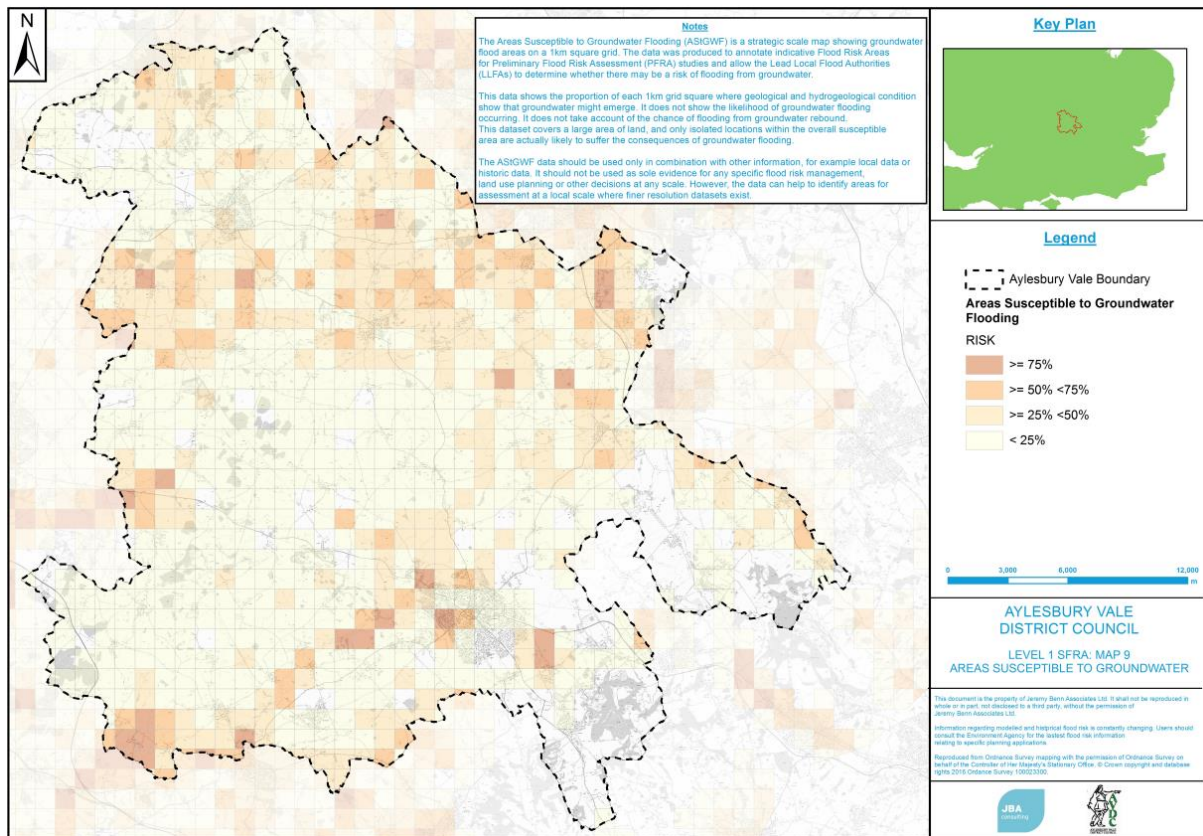 N
Notes
The Areas Susceptible to Groundwater Flooding (AStGWF) is a strategic scale map showing groundwater
flood areas on a 1km square grid. The data was produced to annotate indicative Flood Risk Areas
for Preliminary Flood Risk Assessment (PFRA) studies and allow the Lead Local Flood Authorities
(LLFAs) to determine whether there may be a risk of flooding from groundwater.
This data shows the proportion of each 1km grid square where geological and hydrogeological condition
show that groundwater might emerge. It does not show the likelihood of groundwater flooding
occurring. It does not take account of the chance of flooding from groundwater rebound.
This dataset covers a large area of land, and only isolated locations within the overall susceptible
area are actually likely to suffer the consequences of groundwater flooding.
The AStGWF data should be used only in combination with other information, for example local data or
historic data. It should not be used as sole evidence for any specific flood risk management,
land use planning or other decisions at any scale. However, the data can help to identify areas for
assessment at a local scale where finer resolution datasets exist.
Key Plan
Legend
Aylesbury Vale Boundary
Areas Susceptible to Groundwater
Flooding
RISK
>= 75%
>= 50% <75%
>= 25% <50%
< 25%
0 3,000 6,000 12,000
m
AYLESBURY VALE
DISTRICT COUNCIL
LEVEL 1 SFRA: MAP 9
AREAS SUSCEPTIBLE TO GROUNDWATER
This document is the property of Jeremy Benn Associates Ltd. It shall not be reproduced in
whole or in part, not disclosed to a third party, without the permission of
Jeremy Benn Associates Ltd.
Information regarding modelled and historical flood risk is constantly changing. Users should
consult the Environment Agency for the lastest flood risk information
relating to specific planning applications
Reproduced from Ordnance Survey mapping with the permission of Ordnance Survey on
behalf of the Controller of Her Majesty's Stationary Office. © Crown copyright and database
rights 2016 Ordance Survey 100023300.
JBA
consulting
AVDC